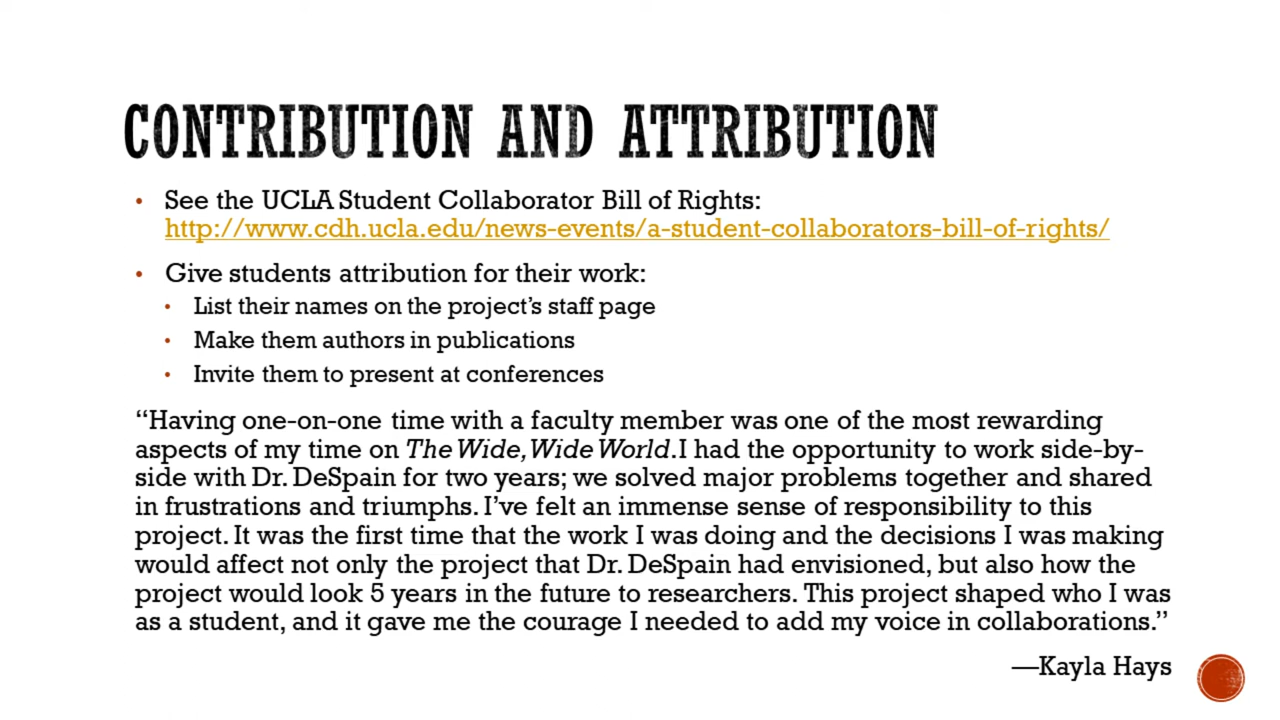 CONTRIBUTION AND ATTRIBUTION
• See the UCLA Student Collaborator Bill of Rights:
http://www.cdh.ucla.edu/news-events/a-student-collaborators-bill-of-rights/
• Give students attribution for their work:
• List their names on the project’s staff page
• Make them authors in publications
• Invite them to present at conferences
“Having one-on-one time with a faculty member was one of the most rewarding
aspects of my time on The Wide, Wide World. I had the opportunity to work side-by-
side with Dr. DeSpain for two years; we solved major problems together and shared
in frustrations and triumphs. I’ve felt an immense sense of responsibility to this
project. It was the first time that the work I was doing and the decisions I was making
would affect not only the project that Dr. DeSpain had envisioned, but also how the
project would look 5 years in the future to researchers. This project shaped who I was
as a student, and it gave me the courage I needed to add my voice in collaborations.”
—Kayla Hays